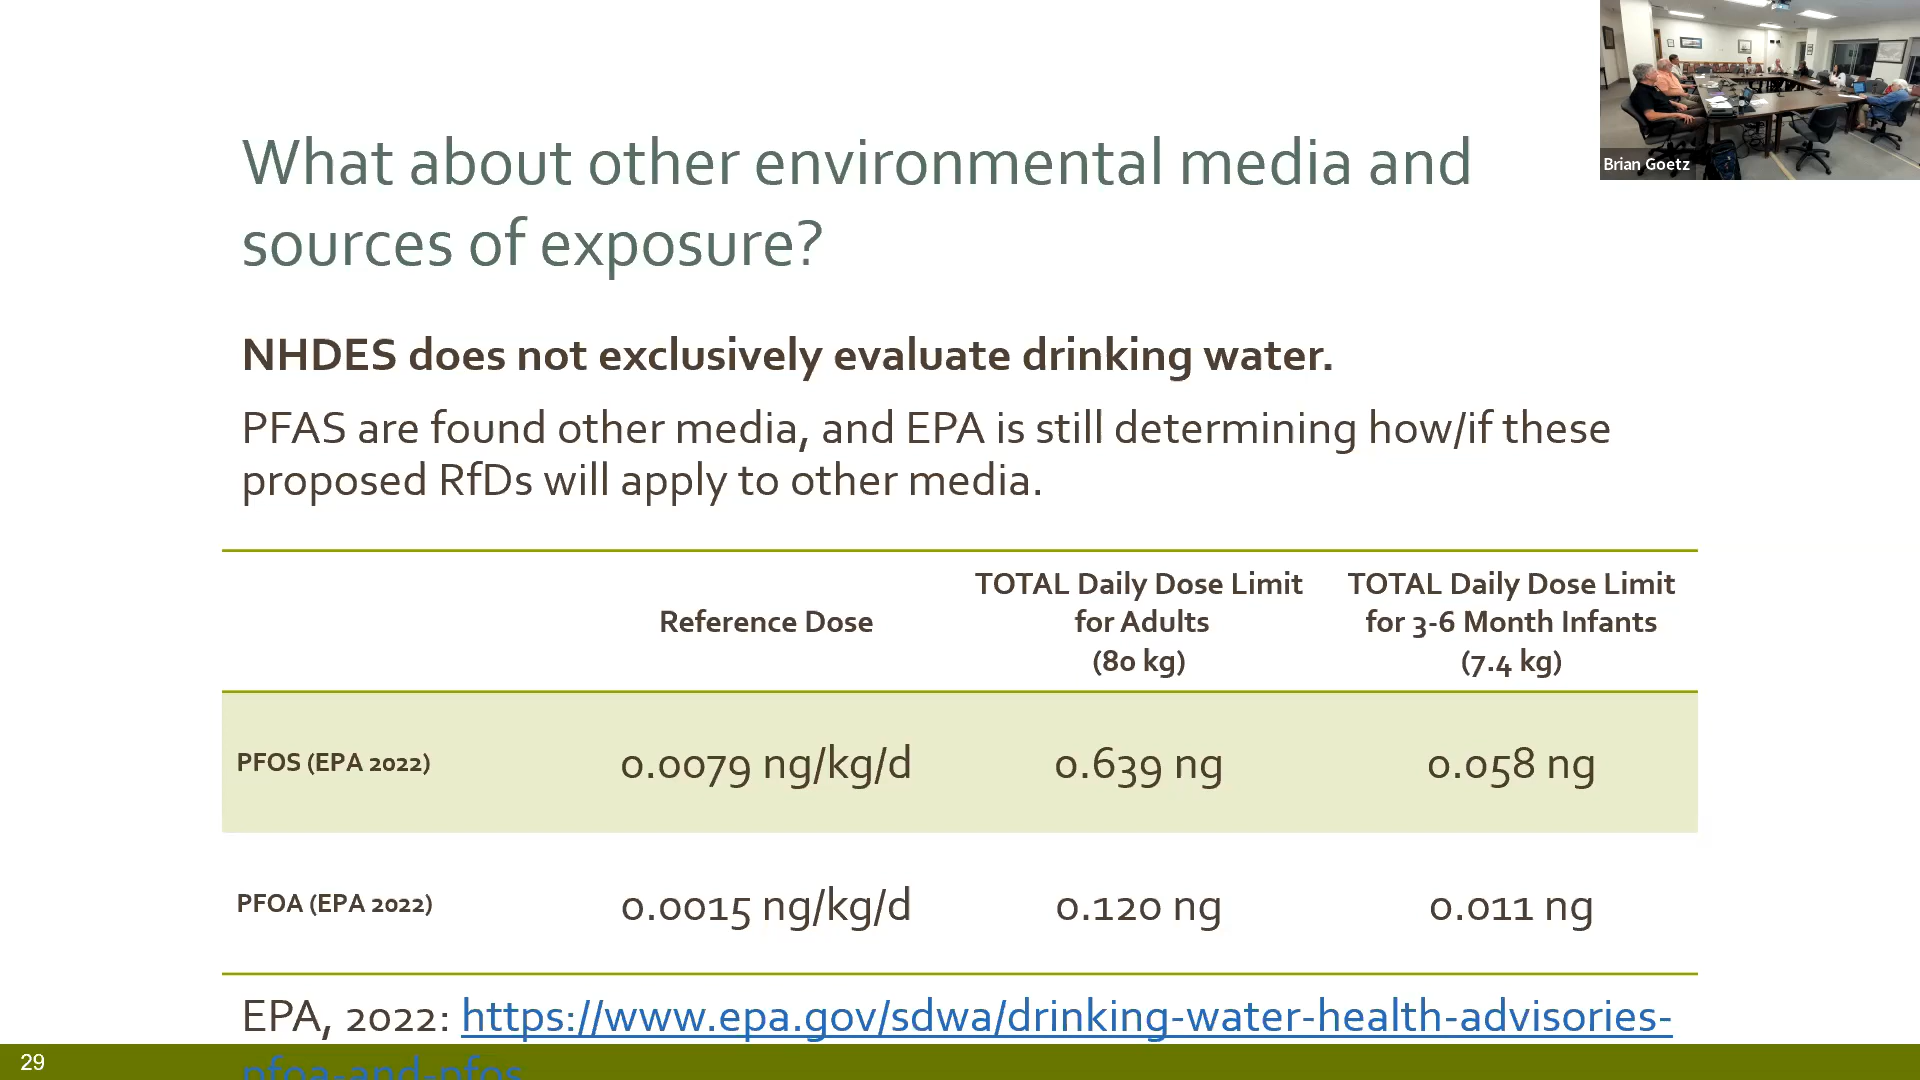 Brian Goetz
What about other environmental media and
sources of exposure?
NHDES does not exclusively evaluate drinking water.
PFAS are found other media, and EPA is still determining how/if these
proposed RfDs will apply to other media.
Reference Dose
TOTAL Daily Dose Limit
for Adults
(80 kg)
TOTAL Daily Dose Limit
for 3-6 Month Infants
(7.4 kg)
PFOS (EPA 2022) 0.0079 ng/kg/d 0.639 ng 0.058 ng
PFOA (EPA 2022) 0.0015 ng/kg/d 0.120 ng 0.011 ng
EPA, 2022: https://www.epa.gov/sdwa/drinking-water-health-advisories-
pfoa-and-pfos
29